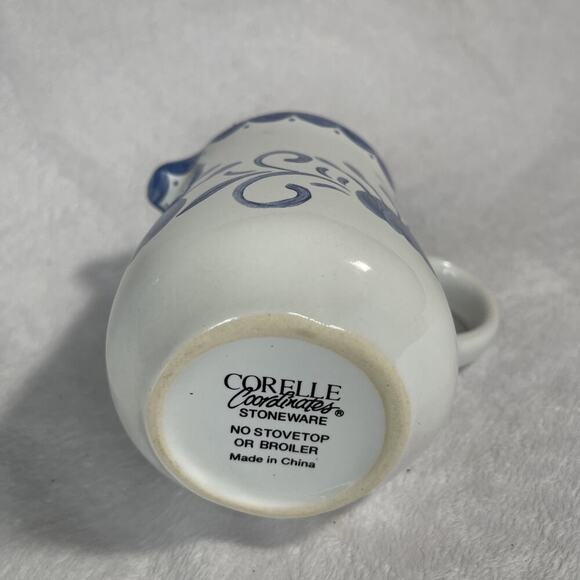 CORELLE
Coordinates®
STONEWARE
NO STOVETOP
OR BROILER
Made in China